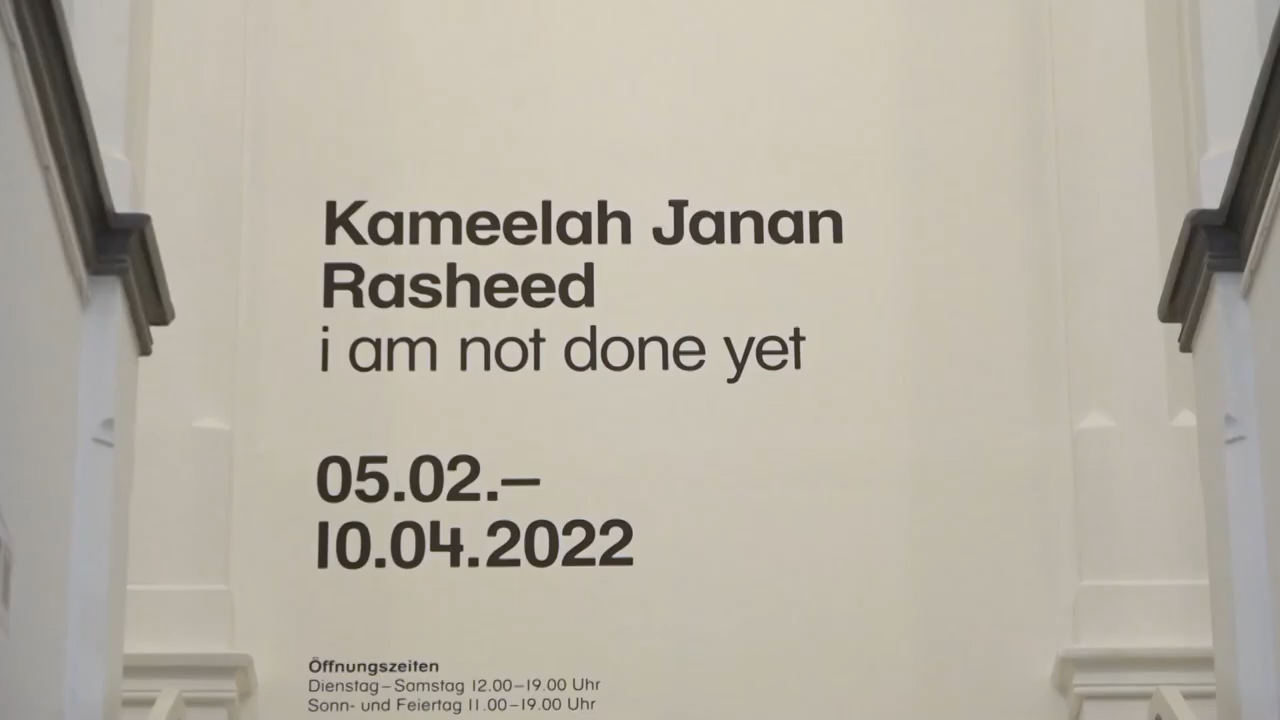 Kameelah Janan
Rasheed
i am not done yet
05.02.–
10.04.2022
Öffnungszeiten
Dienstag–Samstag 12.00–19.00 Uhr
Sonn- und Feiertag 11.00–19.00 Uhr